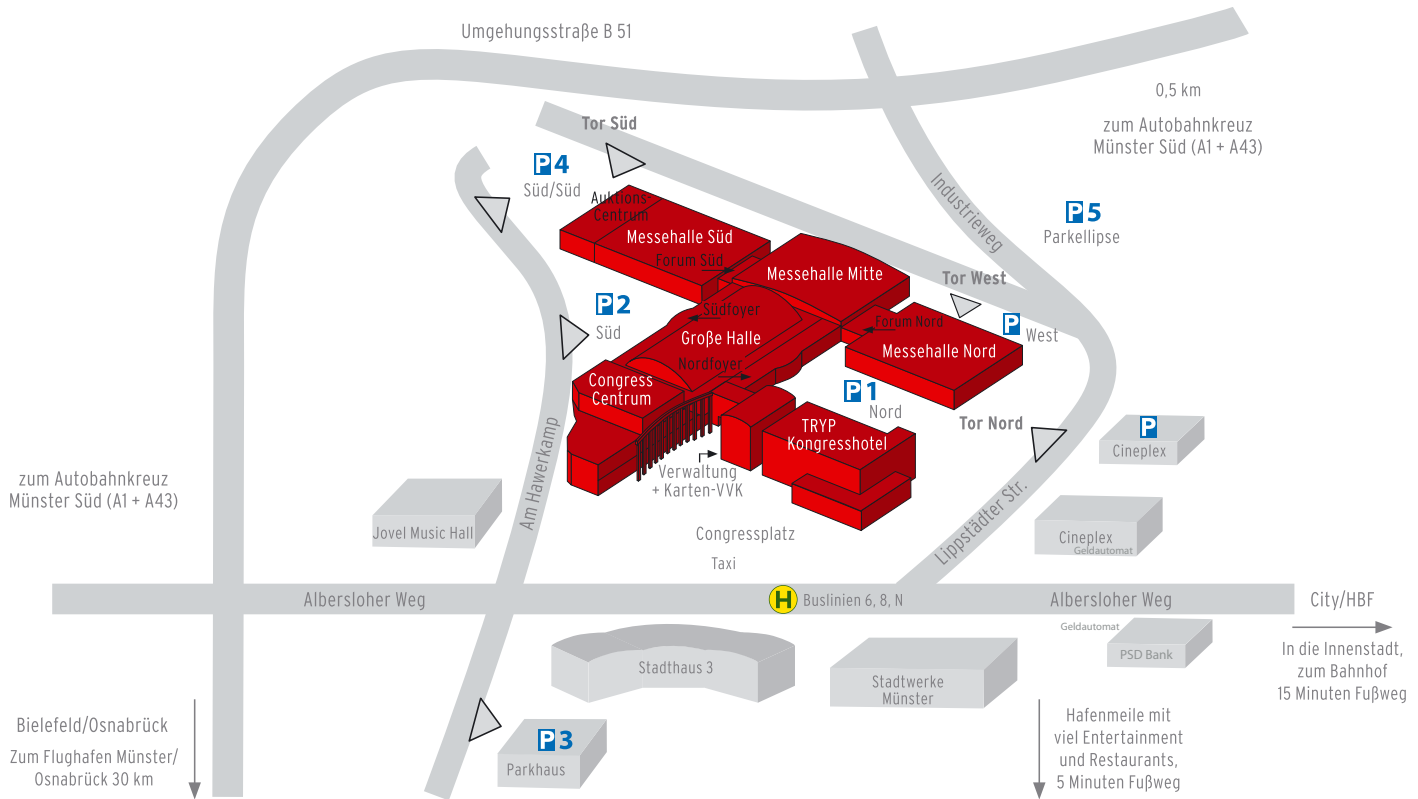 Umgehungsstraße B 51
0,5 km
zum Autobahnkreuz
Münster Süd (A1 + A43)
Tor Süd
P 4
Süd/Süd
Industrieweg
P 5
Parkellipse
Auktions-
Centrum
Messehalle Süd
Forum Süd
Messehalle Mitte
Tor West
P 2
Süd
Südfoyer
Große Halle
Forum Nord
Messehalle Nord
P
West
Nordfoyer
Congress
Centrum
P 1
Nord
TRYP
Kongresshotel
Tor Nord
P
Cineplex
Verwaltung
+ Karten-VVK
zum Autobahnkreuz
Münster Süd (A1 + A43)
Am Hawerkamp
Jovel Music Hall
Congressplatz
Taxi
Lippstädter Str.
Cineplex
Geldautomat
Albersloher Weg
H Buslinien 6, 8, N
Albersloher Weg
City/HBF
Geldautomat
PSD Bank
In die Innenstadt,
zum Bahnhof
15 Minuten Fußweg
Stadthaus 3
Stadtwerke
Münster
Bielefeld/Osnabrück
Zum Flughafen Münster/
Osnabrück 30 km
P 3
Parkhaus
Hafenmeile mit
viel Entertainment
und Restaurants,
5 Minuten Fußweg